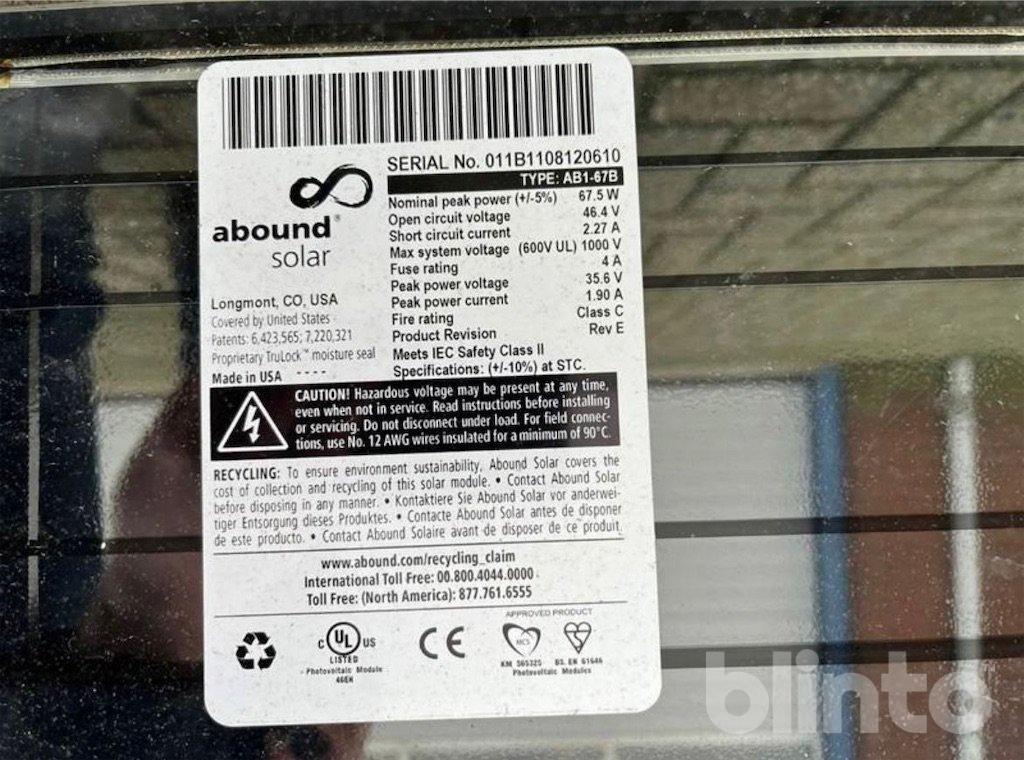 SERIAL No. 011B1108120610
TYPE: AB1-67B
Nominal peak power (+/-5%) 67.5 W
Open circuit voltage 46.4 V
Short circuit current 2.27 A
Max system voltage (600V UL) 1000 V
Fuse rating 4 A
Peak power voltage 35.6 V
Peak power current 1.90 A
Fire rating Class C
Product Revision Rev E
Meets IEC Safety Class II
Specifications: (+/-10%) at STC.
abound®
solar
Longmont, CO, USA
Covered by United States
Patents: 6,423,565; 7,220,321
Proprietary TruLock™ moisture seal
Made in USA ----
CAUTION! Hazardous voltage may be present at any time,
even when not in service. Read instructions before installing
or servicing. Do not disconnect under load. For field connec-
tions, use No. 12 AWG wires insulated for a minimum of 90°C.
RECYCLING: To ensure environment sustainability, Abound Solar covers the
cost of collection and recycling of this solar module. • Contact Abound Solar
before disposing in any manner. • Kontaktiere Sie Abound Solar vor anderwei-
tiger Entsorgung dieses Produktes. • Contacte Abound Solar antes de disponer
de este producto. • Contact Abound Solaire avant de disposer de ce produit.
www.abound.com/recycling_claim
International Toll Free: 00.800.4044.0000
Toll Free: (North America): 877.761.6555
APPROVED PRODUCT
C UL US
LISTED
Photovoltaic Module
46EN
CE
MCS
KM 565325 BS EN 61646
Photovoltaic Modules
blinto